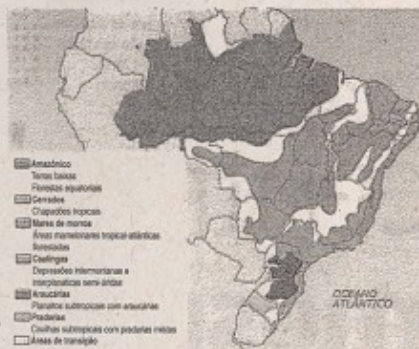 Amazônico
Terras baixas
Florestas equatoriais
Cerrados
Chapadões tropicais
Mares de morros
Áreas mamelonares tropical-atlânticas
florestadas
Caatingas
Depressões intermontanas e
interplanálticas semi-áridas
Araucárias
Planaltos subtropicais com araucárias
Pradarias
Coxilhas subtropicais com pradarias mistas
Áreas de transição
OCEANO
ATLÂNTICO